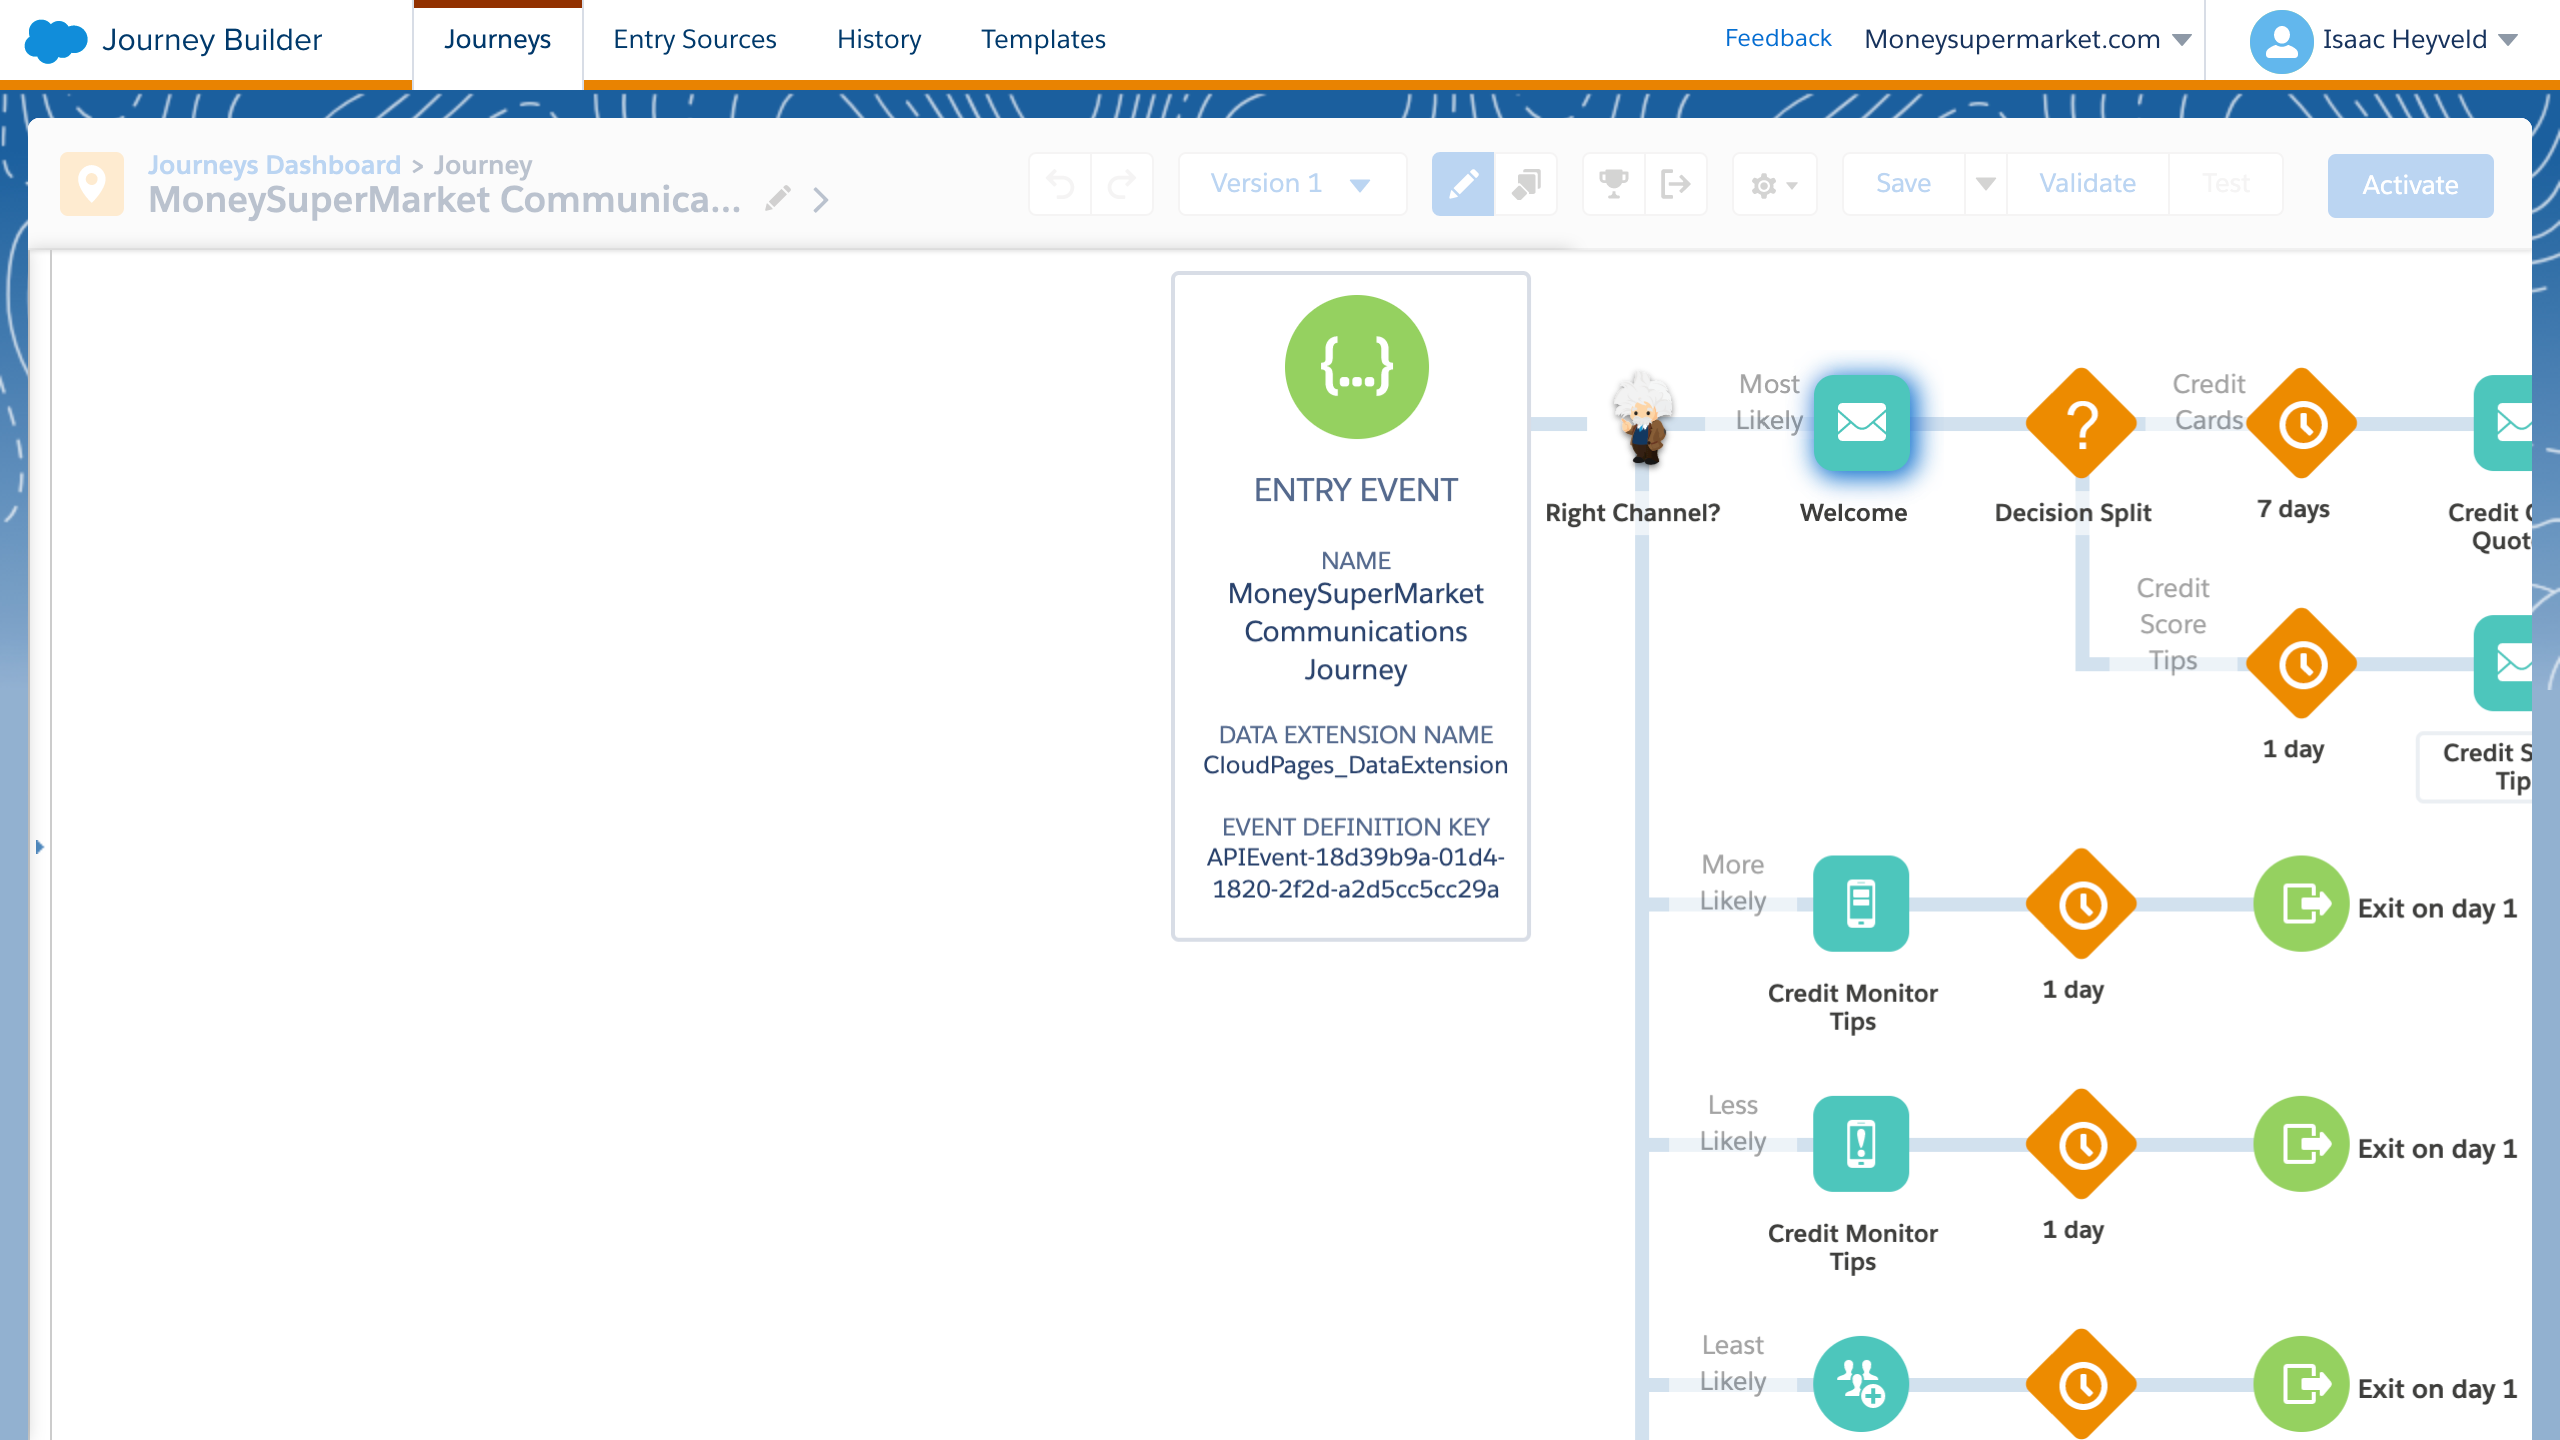 Journey Builder
Journeys
Entry Sources
History
Templates
Feedback
Moneysupermarket.com
Isaac Heyveld
Journeys Dashboard > Journey
MoneySuperMarket Communica...
Version 1
Save
Validate
Test
Activate
{...}
ENTRY EVENT
NAME
MoneySuperMarket
Communications
Journey
DATA EXTENSION NAME
CloudPages_DataExtension
EVENT DEFINITION KEY
APIEvent-18d39b9a-01d4-
1820-2f2d-a2d5cc5cc29a
Right Channel?
Most
Likely
Welcome
?
Decision Split
Credit
Cards
7 days
Credit
Quot
Credit
Score
Tips
1 day
Credit S
Tip
More
Likely
Credit Monitor
Tips
1 day
Exit on day 1
Less
Likely
Credit Monitor
Tips
1 day
Exit on day 1
Least
Likely
Exit on day 1